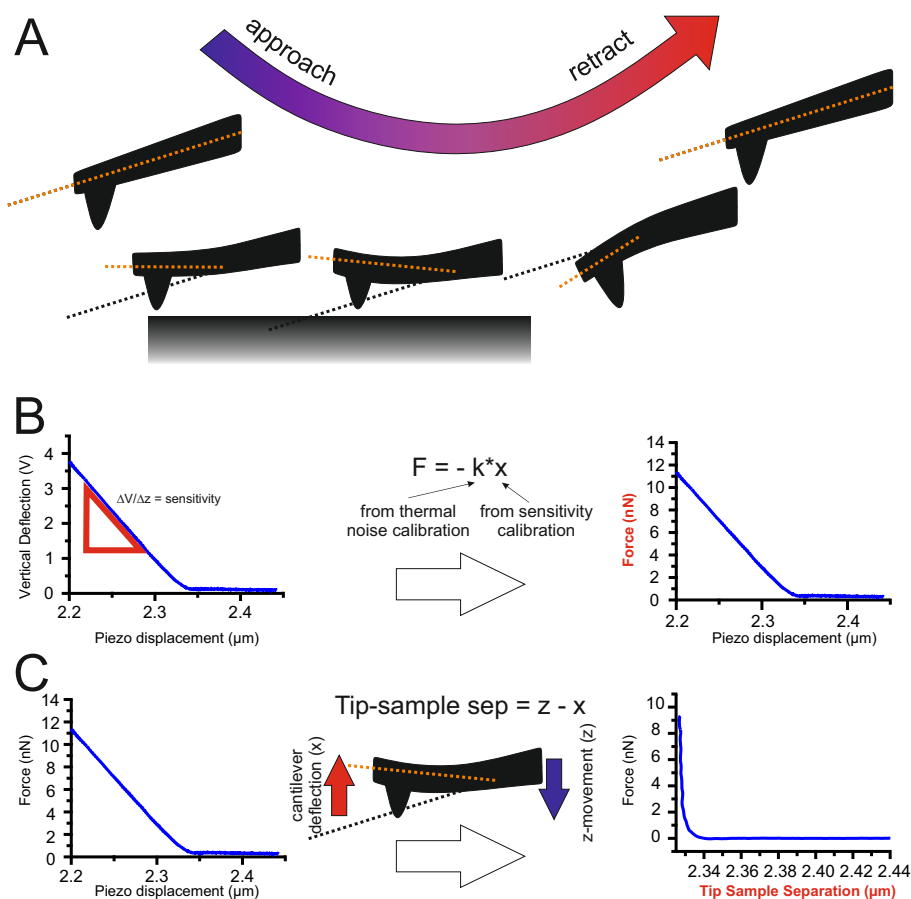 A
approach
retract
B
Vertical Deflection (V)
4
3
2
1
0
2.2
2.3
2.4
Piezo displacement (µm)
ΔV/Δz = sensitivity
F = - k*x
from thermal
noise calibration
from sensitivity
calibration
Force (nN)
14
12
10
8
6
4
2
0
2.2
2.3
2.4
Piezo displacement (µm)
C
Force (nN)
14
12
10
8
6
4
2
0
2.2
2.3
2.4
Piezo displacement (µm)
Tip-sample sep = z - x
cantilever
deflection (x)
z-movement (z)
Force (nN)
10
8
6
4
2
0
2.34
2.36
2.38
2.40
2.42
2.44
Tip Sample Separation (µm)